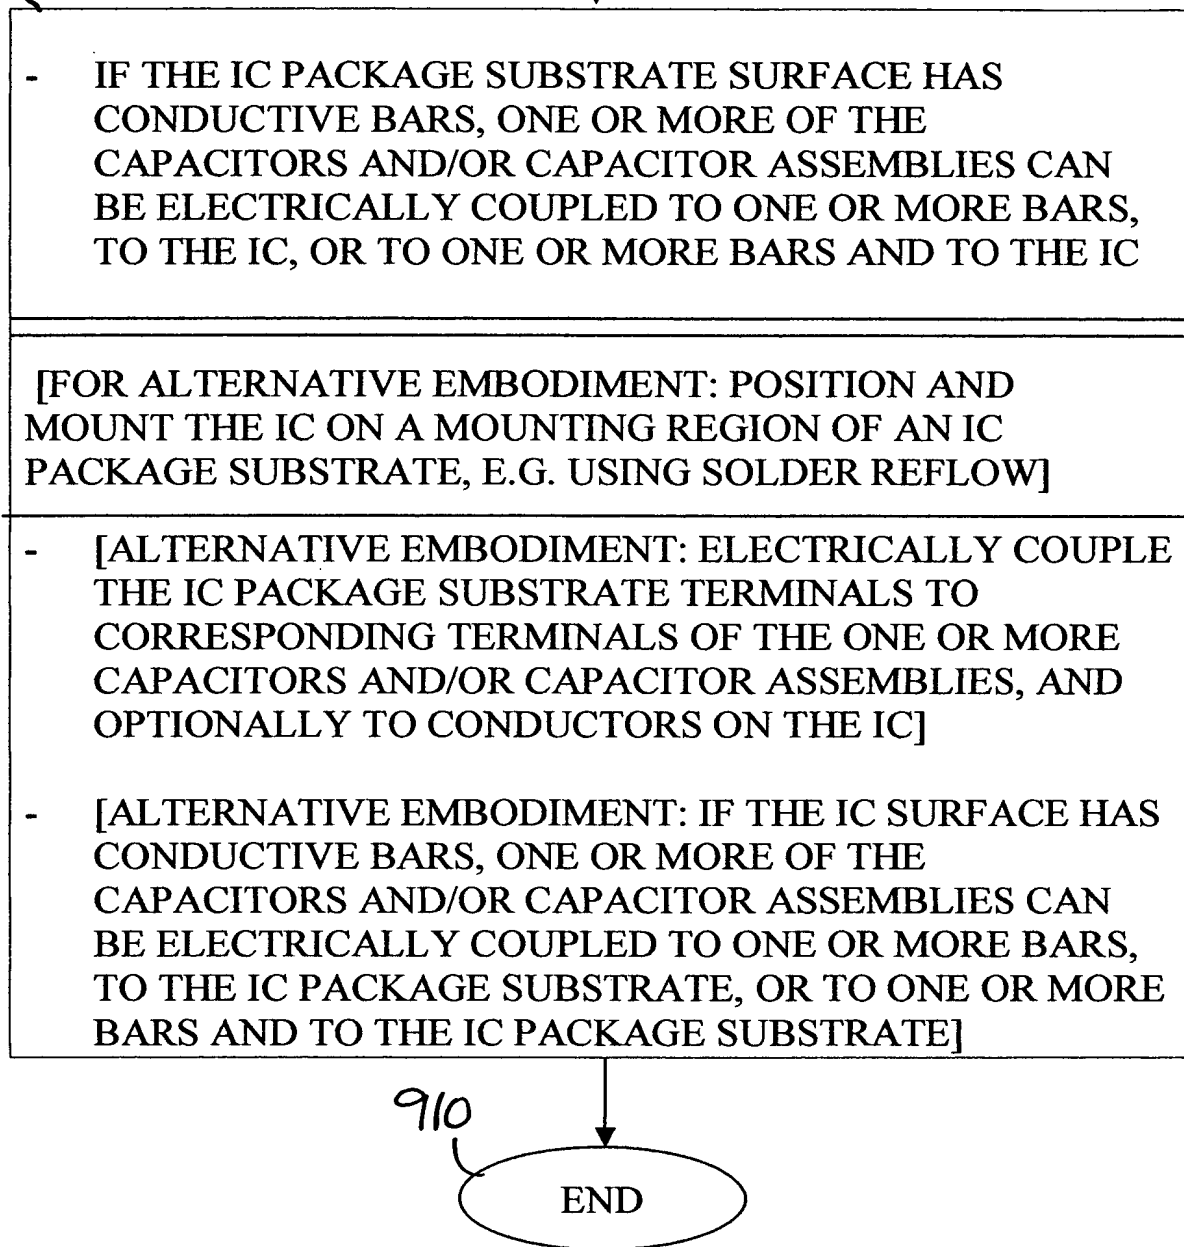 - IF THE IC PACKAGE SUBSTRATE SURFACE HAS
CONDUCTIVE BARS, ONE OR MORE OF THE
CAPACITORS AND/OR CAPACITOR ASSEMBLIES CAN
BE ELECTRICALLY COUPLED TO ONE OR MORE BARS,
TO THE IC, OR TO ONE OR MORE BARS AND TO THE IC
[FOR ALTERNATIVE EMBODIMENT: POSITION AND
MOUNT THE IC ON A MOUNTING REGION OF AN IC
PACKAGE SUBSTRATE, E.G. USING SOLDER REFLOW]
- [ALTERNATIVE EMBODIMENT: ELECTRICALLY COUPLE
THE IC PACKAGE SUBSTRATE TERMINALS TO
CORRESPONDING TERMINALS OF THE ONE OR MORE
CAPACITORS AND/OR CAPACITOR ASSEMBLIES, AND
OPTIONALLY TO CONDUCTORS ON THE IC]
- [ALTERNATIVE EMBODIMENT: IF THE IC SURFACE HAS
CONDUCTIVE BARS, ONE OR MORE OF THE
CAPACITORS AND/OR CAPACITOR ASSEMBLIES CAN
BE ELECTRICALLY COUPLED TO ONE OR MORE BARS,
TO THE IC PACKAGE SUBSTRATE, OR TO ONE OR MORE
BARS AND TO THE IC PACKAGE SUBSTRATE]
910
END